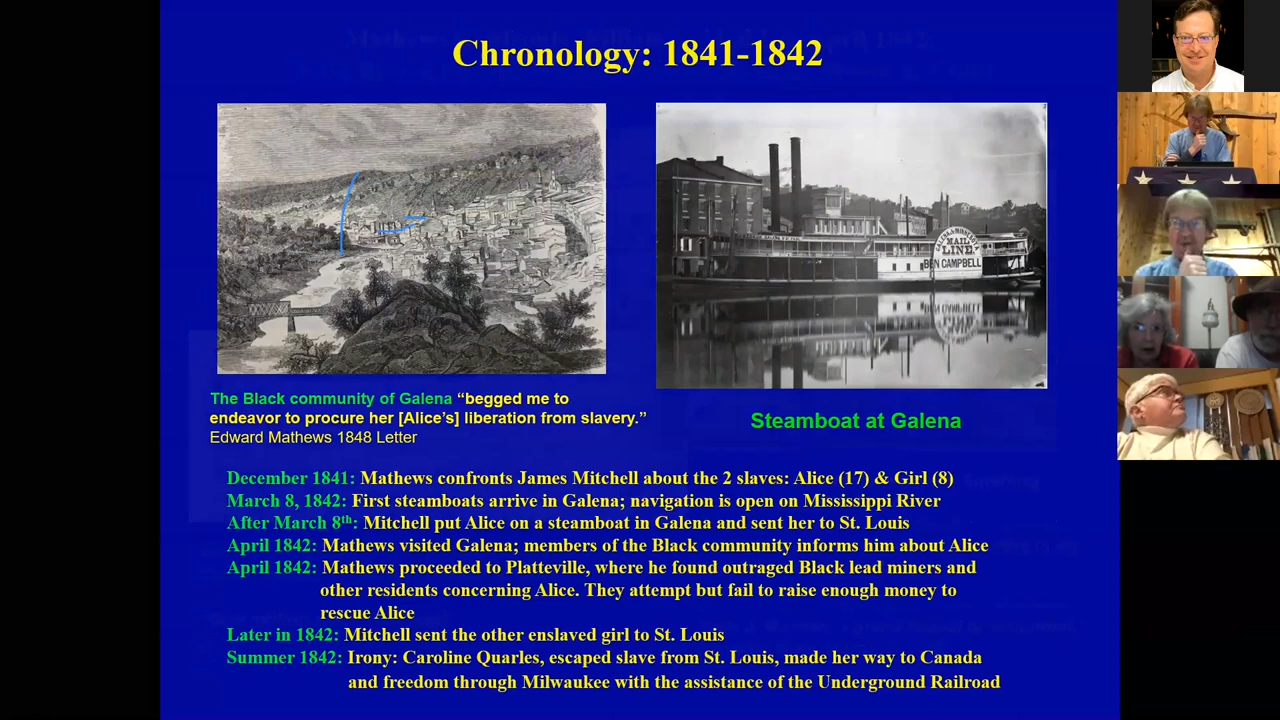 Chronology: 1841-1842
GALENA & MINNESOTA
MAIL
LINE.
BEN CAMPBELL
The Black community of Galena “begged me to
endeavor to procure her [Alice’s] liberation from slavery.”
Edward Mathews 1848 Letter
Steamboat at Galena
December 1841: Mathews confronts James Mitchell about the 2 slaves: Alice (17) & Girl (8)
March 8, 1842: First steamboats arrive in Galena; navigation is open on Mississippi River
After March 8th: Mitchell put Alice on a steamboat in Galena and sent her to St. Louis
April 1842: Mathews visited Galena; members of the Black community informs him about Alice
April 1842: Mathews proceeded to Platteville, where he found outraged Black lead miners and
other residents concerning Alice. They attempt but fail to raise enough money to
rescue Alice
Later in 1842: Mitchell sent the other enslaved girl to St. Louis
Summer 1842: Irony: Caroline Quarles, escaped slave from St. Louis, made her way to Canada
and freedom through Milwaukee with the assistance of the Underground Railroad